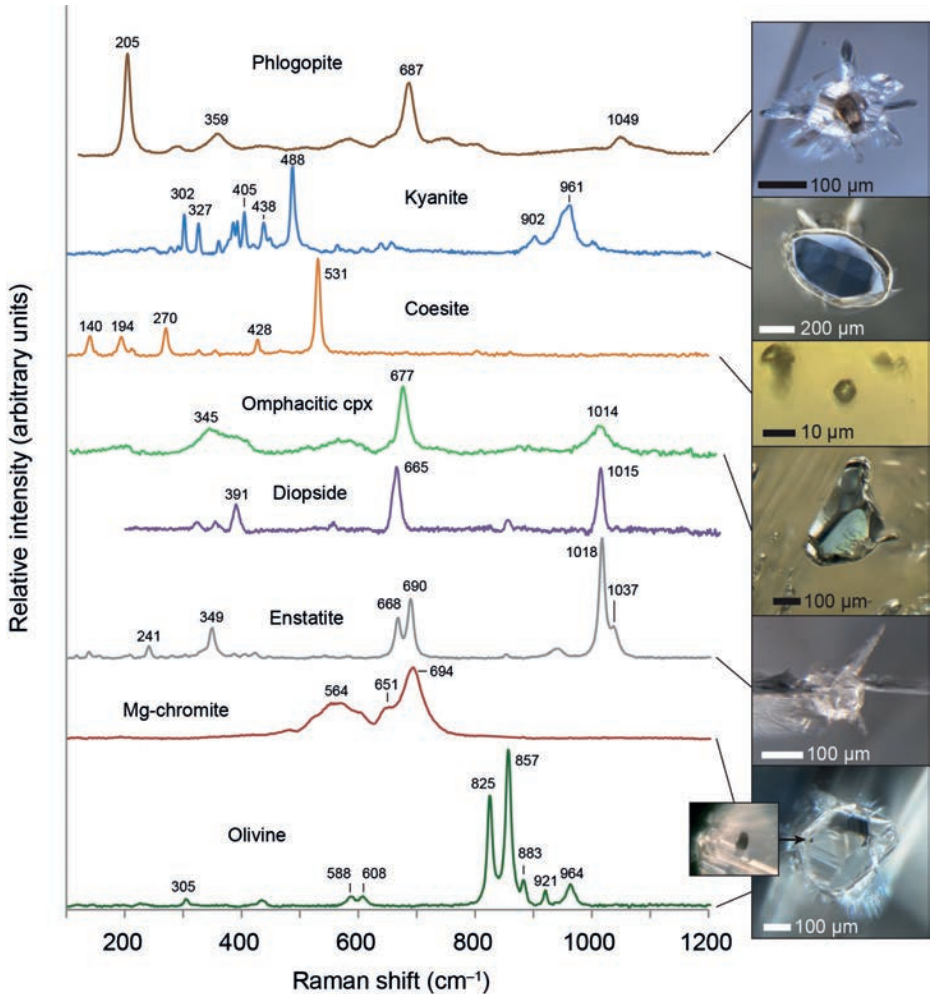 205
Phlogopite
687
359
1049
100 µm
488
Kyanite
302
327
405
438
902
961
200 µm
531
Coesite
140
194
270
428
10 µm
677
Omphacitic cpx
345
1014
665
1015
Diopside
391
100 µm
1018
1037
690
668
Enstatite
349
241
694
651
564
Mg-chromite
100 µm
857
825
883
Olivine
588
608
921
964
305
100 µm
Relative intensity (arbitrary units)
200
400
600
800
1000
1200
Raman shift (cm⁻¹)